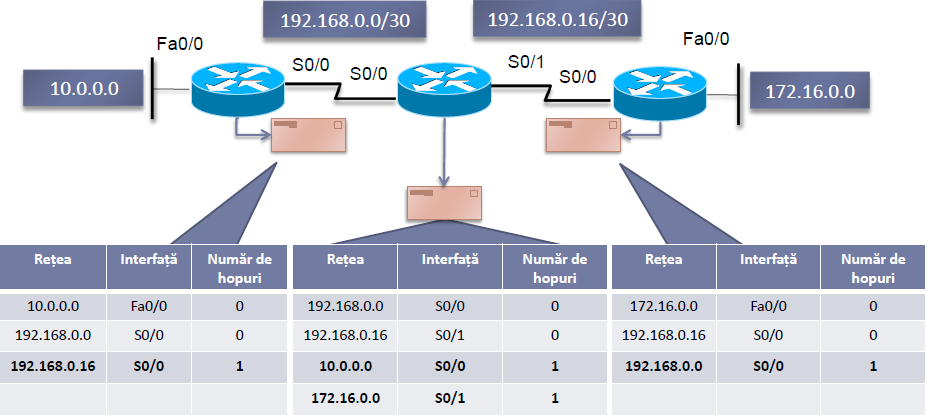 192.168.0.0/30
192.168.0.16/30
Fa0/0
S0/0
S0/0
S0/1
S0/0
Fa0/0
10.0.0.0
172.16.0.0
Rețea Interfață Număr de hopuri
10.0.0.0 Fa0/0 0
192.168.0.0 S0/0 0
192.168.0.16 S0/0 1
Rețea Interfață Număr de hopuri
192.168.0.0 S0/0 0
192.168.0.16 S0/1 0
10.0.0.0 S0/0 1
172.16.0.0 S0/1 1
Rețea Interfață Număr de hopuri
172.16.0.0 Fa0/0 0
192.168.0.16 S0/0 0
192.168.0.0 S0/0 1